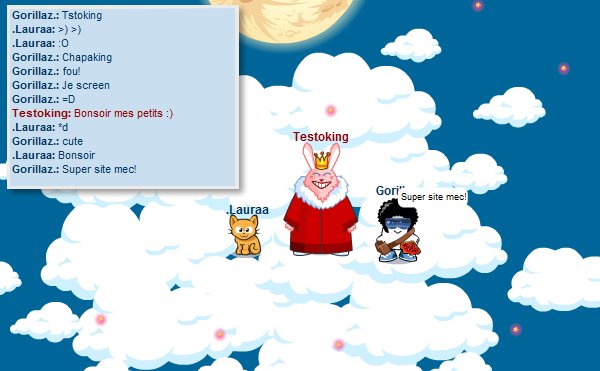 Gorillaz.: Tstoking
.Lauraa: >) >)
.Lauraa: :O
Gorillaz.: Chapaking
Gorillaz.: fou!
Gorillaz.: Je screen
Gorillaz.: =D
Testoking: Bonsoir mes petits :)
.Lauraa: *d
Gorillaz.: cute
.Lauraa: Bonsoir
Gorillaz.: Super site mec!
Testoking
Gorill
Super site mec!
.Lauraa